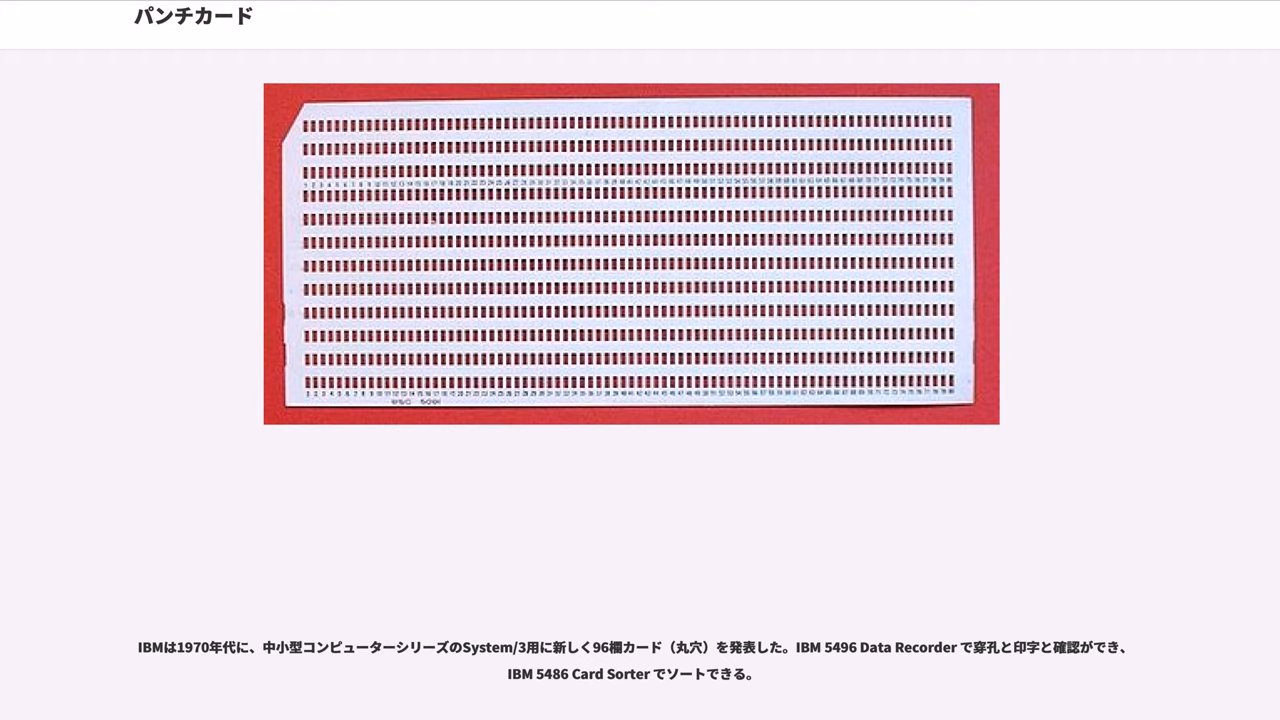 パンチカード
IBMは1970年代に、中小型コンピューターシリーズのSystem/3用に新しく96欄カード（丸穴）を発表した。IBM 5496 Data Recorder で穿孔と印字と確認ができ、
IBM 5486 Card Sorter でソートできる。